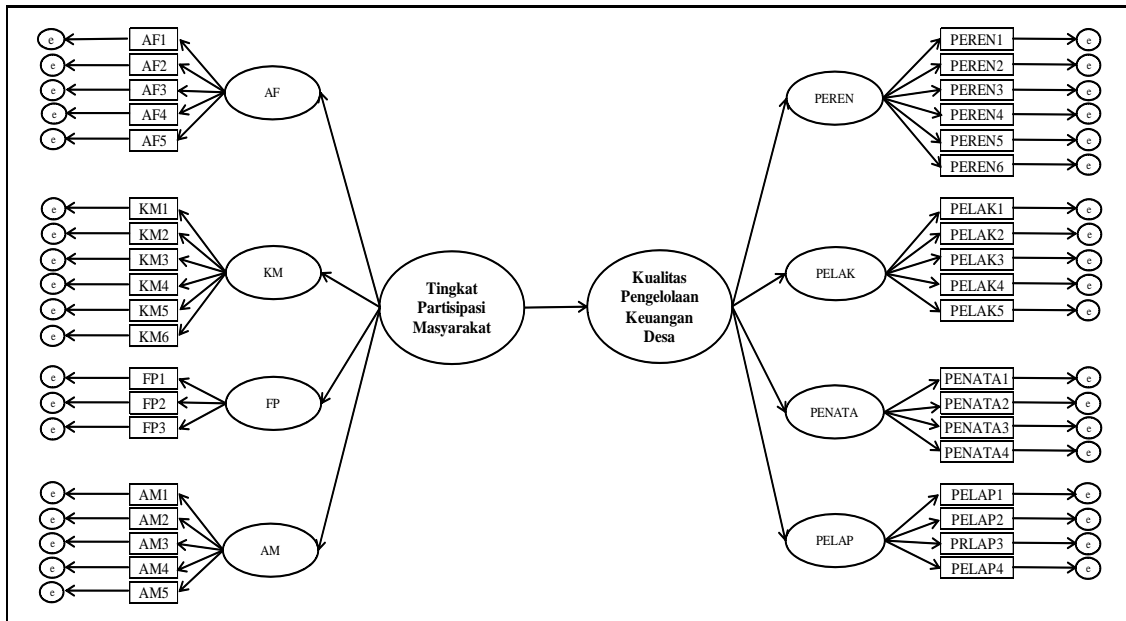 e AF1
e AF2
e AF3
e AF4
e AF5
AF
e KM1
e KM2
e KM3
e KM4
e KM5
e KM6
KM
e FP1
e FP2
e FP3
FP
e AM1
e AM2
e AM3
e AM4
e AM5
AM
Tingkat
Partisipasi
Masyarakat
Kualitas
Pengelolaan
Keuangan
Desa
PEREN
PEREN1 e
PEREN2 e
PEREN3 e
PEREN4 e
PEREN5 e
PEREN6 e
PELAK
PELAK1 e
PELAK2 e
PELAK3 e
PELAK4 e
PELAK5 e
PENATA
PENATA1 e
PENATA2 e
PENATA3 e
PENATA4 e
PELAP
PELAP1 e
PELAP2 e
PRLAP3 e
PELAP4 e